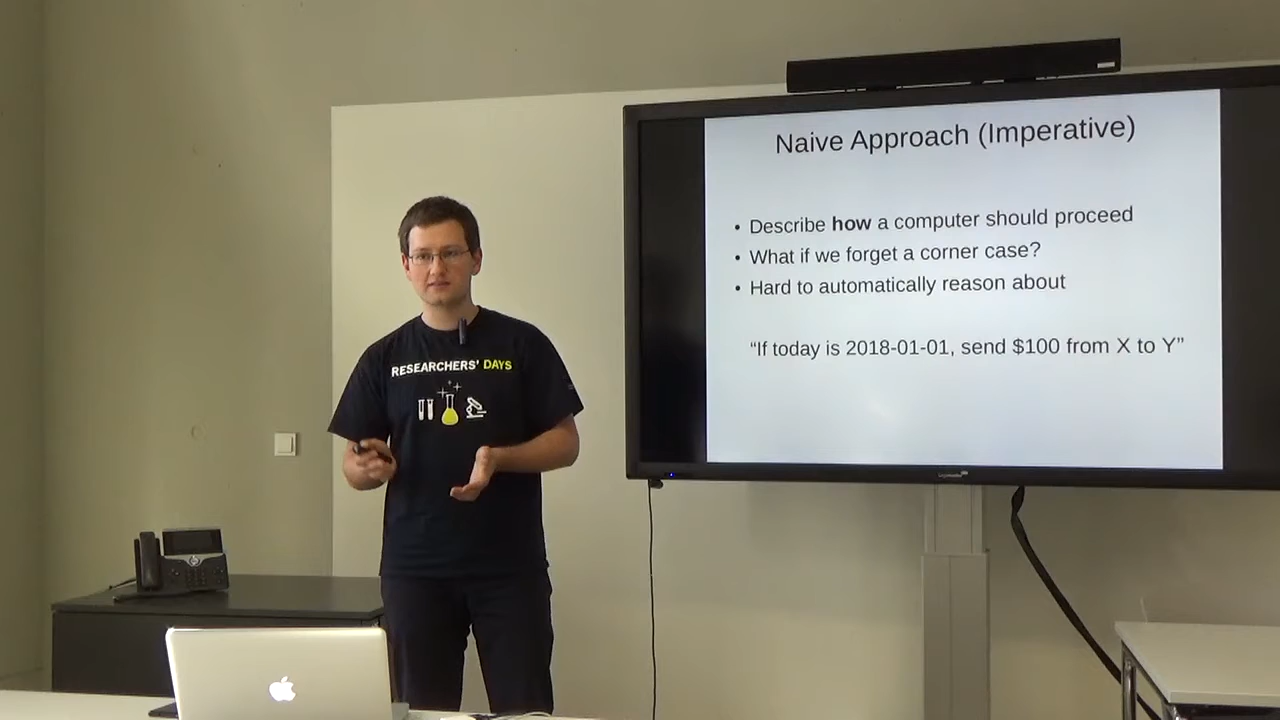 Naive Approach (Imperative)
• Describe how a computer should proceed
• What if we forget a corner case?
• Hard to automatically reason about
“If today is 2018-01-01, send $100 from X to Y”
RESEARCHERS' DAYS